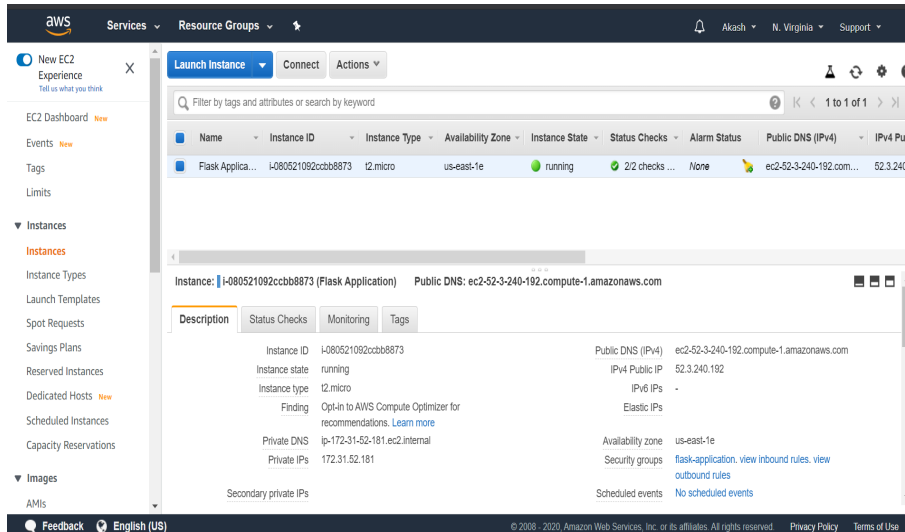 aws Services Resource Groups Akash N. Virginia Support
New EC2
Experience
Tell us what you think
X
EC2 Dashboard New
Events New
Tags
Limits
Instances
Instances
Instance Types
Launch Templates
Spot Requests
Savings Plans
Reserved Instances
Dedicated Hosts New
Scheduled Instances
Capacity Reservations
Images
AMIs
Launch Instance Connect Actions
Filter by tags and attributes or search by keyword 1 to 1 of 1
Name Instance ID Instance Type Availability Zone Instance State Status Checks Alarm Status Public DNS (IPv4) IPv4 Pu
Flask Applica... i-080521092ccbb8873 t2.micro us-east-1e running 2/2 checks ... None ec2-52-3-240-192.com... 52.3.240
Instance: i-080521092ccbb8873 (Flask Application) Public DNS: ec2-52-3-240-192.compute-1.amazonaws.com
Description Status Checks Monitoring Tags
Instance ID i-080521092ccbb8873 Public DNS (IPv4) ec2-52-3-240-192.compute-1.amazonaws.com
Instance state running IPv4 Public IP 52.3.240.192
Instance type t2.micro IPv6 IPs -
Finding Opt-in to AWS Compute Optimizer for Elastic IPs
recommendations. Learn more
Private DNS ip-172-31-52-181.ec2.internal Availability zone us-east-1e
Private IPs 172.31.52.181 Security groups flask-application. view inbound rules. view
outbound rules
Secondary private IPs Scheduled events No scheduled events
Feedback English (US) © 2008 - 2020, Amazon Web Services, Inc. or its affiliates. All rights reserved. Privacy Policy Terms of Use